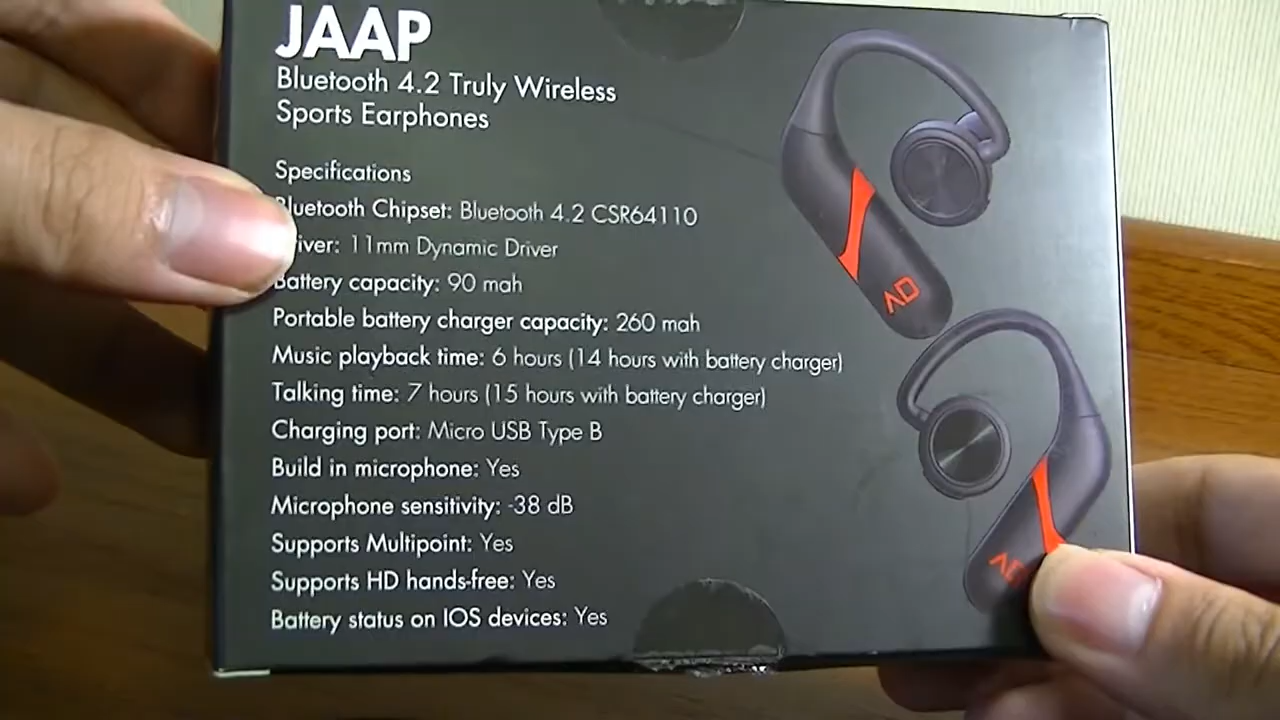 JAAP
Bluetooth 4.2 Truly Wireless
Sports Earphones
Specifications
Bluetooth Chipset: Bluetooth 4.2 CSR64110
Driver: 11mm Dynamic Driver
Battery capacity: 90 mah
Portable battery charger capacity: 260 mah
Music playback time: 6 hours (14 hours with battery charger)
Talking time: 7 hours (15 hours with battery charger)
Charging port: Micro USB Type B
Build in microphone: Yes
Microphone sensitivity: -38 dB
Supports Multipoint: Yes
Supports HD hands-free: Yes
Battery status on IOS devices: Yes